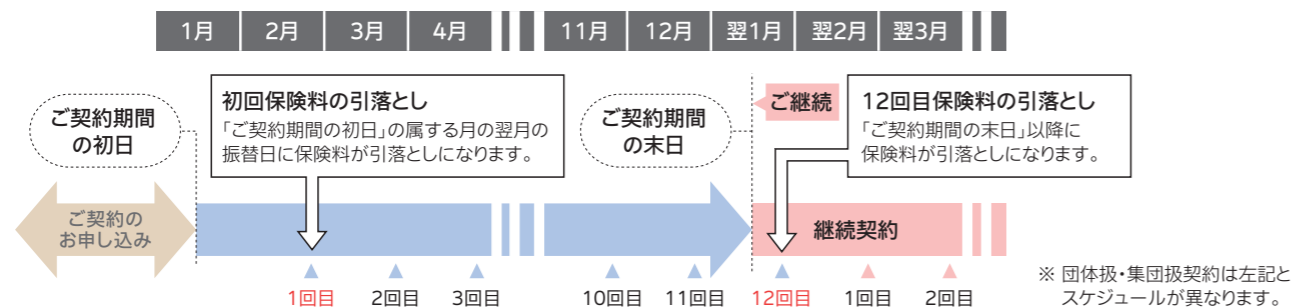 1月 2月 3月 4月 11月 12月 翌1月 翌2月 翌3月
ご契約期間
の初日
初回保険料の引落とし
「ご契約期間の初日」の属する月の翌月の
振替日に保険料が引落としになります。
ご契約期間
の末日
ご継続
12回目保険料の引落とし
「ご契約期間の末日」以降に
保険料が引落としになります。
ご契約の
お申し込み
継続契約
1回目 2回目 3回目 10回目 11回目 12回目 1回目 2回目
※ 団体扱・集団扱契約は左記と
スケジュールが異なります。